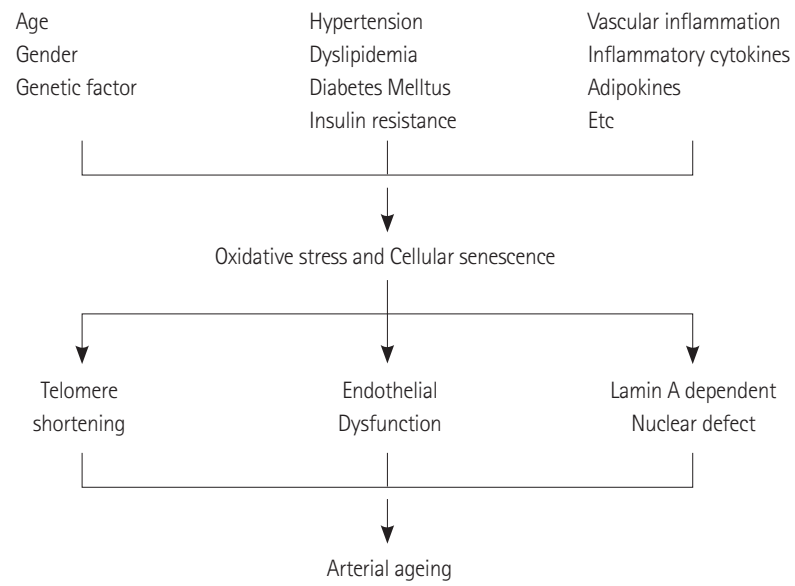 Age
Gender
Genetic factor
Hypertension
Dyslipidemia
Diabetes Melltus
Insulin resistance
Vascular inflammation
Inflammatory cytokines
Adipokines
Etc
Oxidative stress and Cellular senescence
Telomere
shortening
Endothelial
Dysfunction
Lamin A dependent
Nuclear defect
Arterial ageing